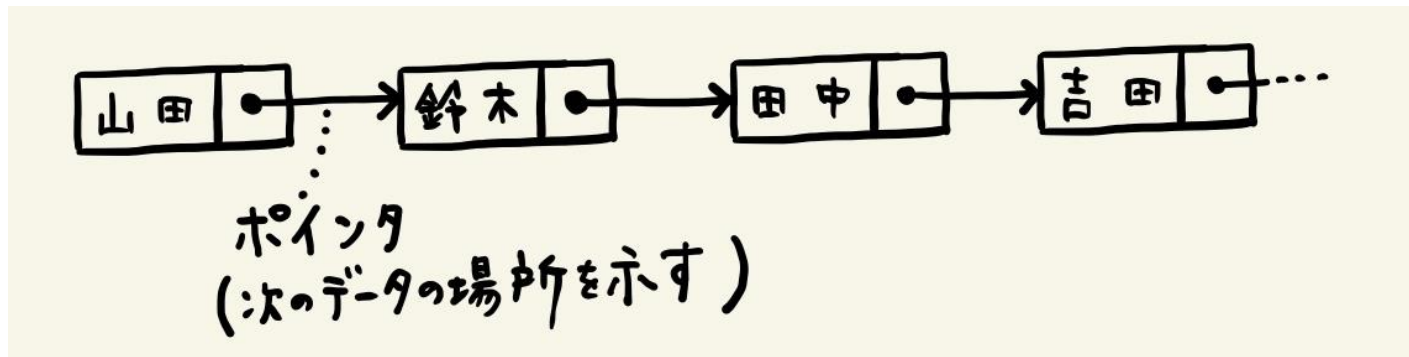 山田 鈴木 田中 吉田
ポインタ
(次のデータの場所を示す)